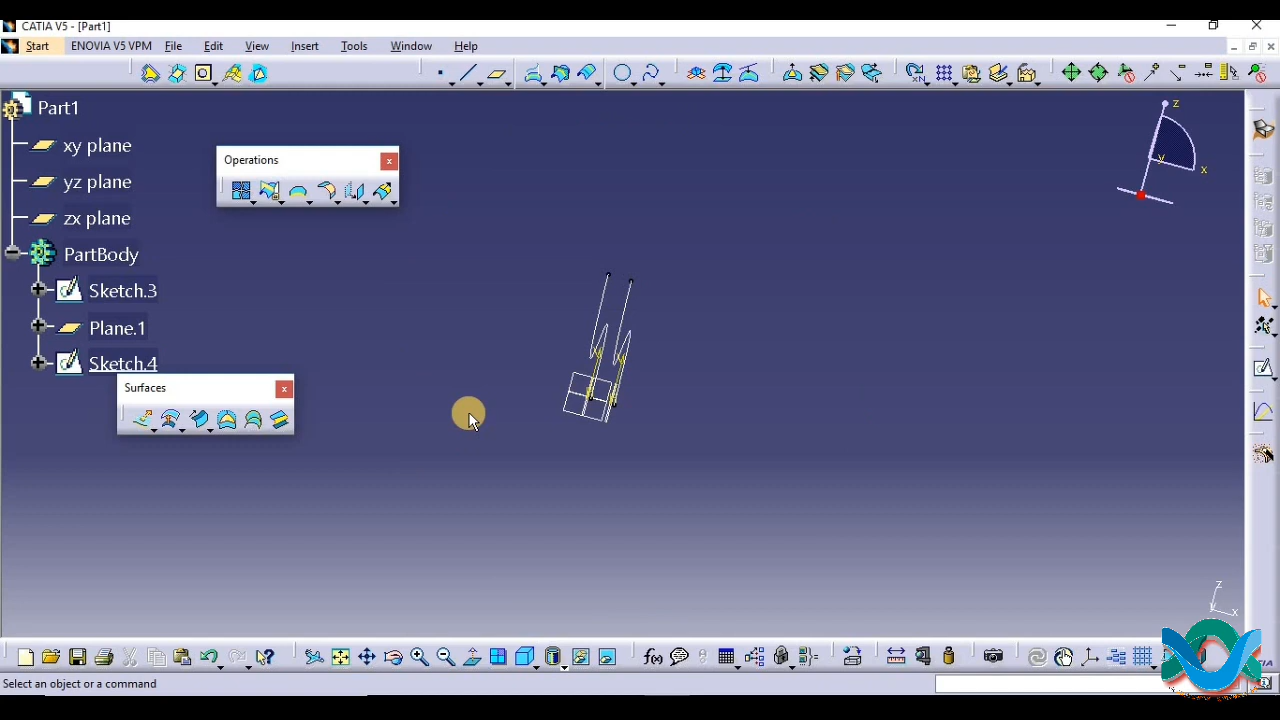 CATIA V5 - [Part1]
Start ENOVIA V5 VPM File Edit View Insert Tools Window Help
Part1
xy plane
yz plane
zx plane
PartBody
Sketch.3
Plane.1
Sketch.4
Operations
Surfaces
z
y
x
z
x
f(x)
Select an object or a command